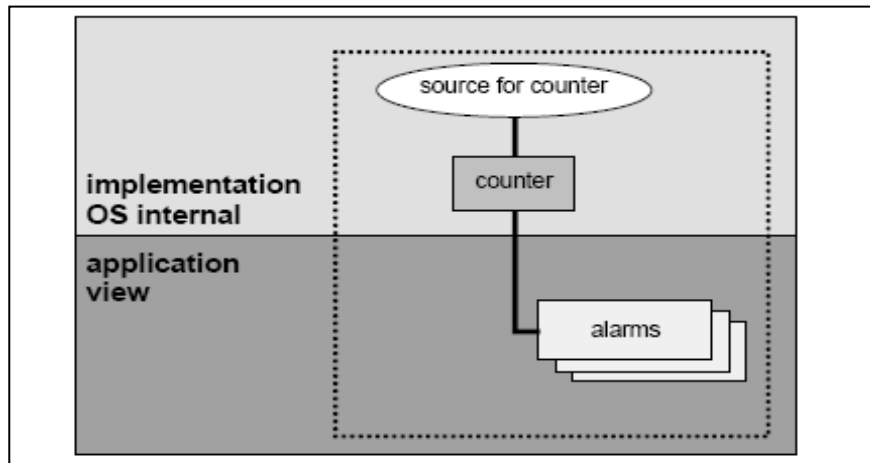 source for counter
counter
implementation
OS internal
application
view
alarms